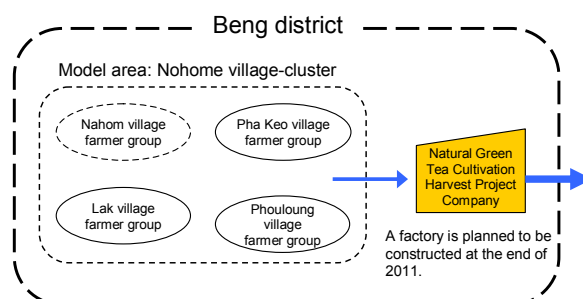 Beng district
Model area: Nohome village-cluster
Nahom village
farmer group
Pha Keo village
farmer group
Lak village
farmer group
Phouloung
village
farmer group
Natural Green
Tea Cultivation
Harvest Project
Company
A factory is planned to be
constructed at the end of
2011.